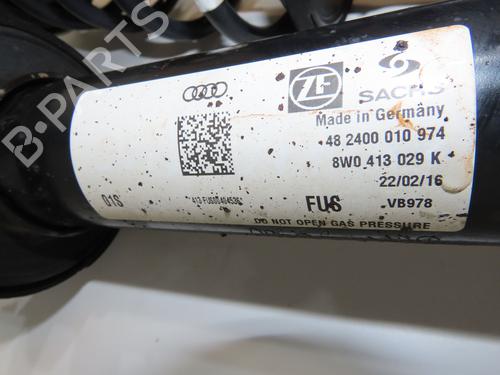 ZF
SACHS
Made in Germany
48 2400 010 974
8W0 413 029 K
22/02/16
01S
FUS
VB978
DO NOT OPEN GAS PRESSURE
B-PARTS